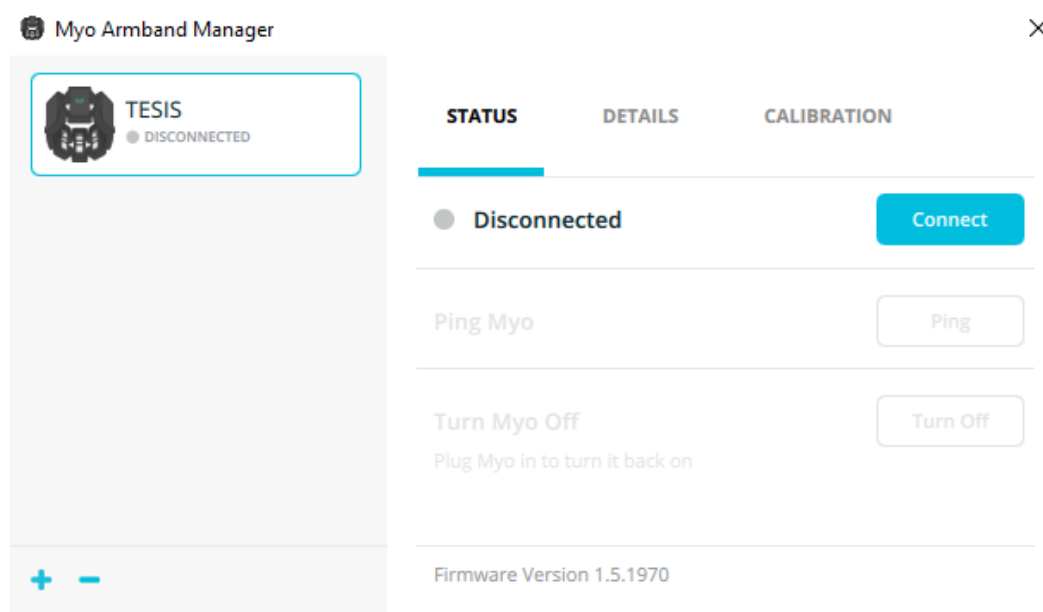 Myo Armband Manager
TESIS
DISCONNECTED
STATUS DETAILS CALIBRATION
Disconnected Connect
Ping Myo Ping
Turn Myo Off Turn Off
Plug Myo in to turn it back on
Firmware Version 1.5.1970